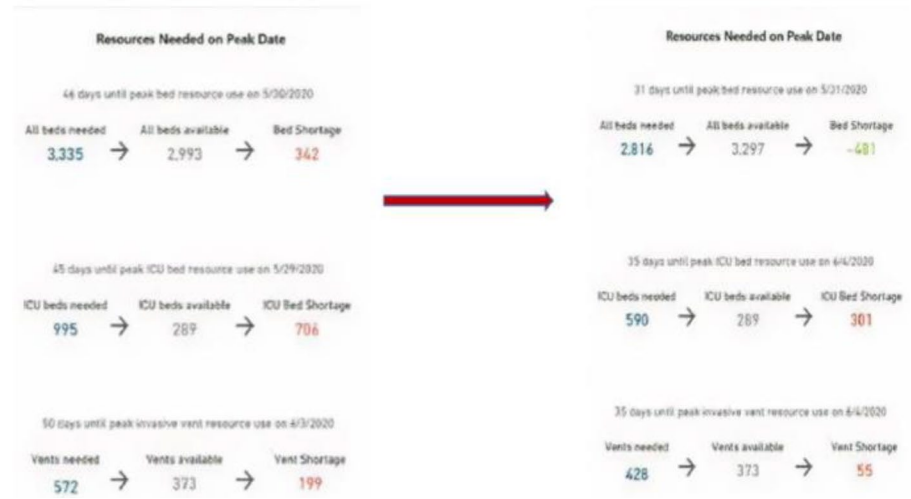 Resources Needed on Peak Date
46 days until peak bed resource use on 5/30/2020
All beds needed All beds available Bed Shortage
3,335 → 2,993 → 342
45 days until peak ICU bed resource use on 5/29/2020
ICU beds needed ICU beds available ICU Bed Shortage
995 → 289 → 706
50 days until peak invasive vent resource use on 6/3/2020
Vents needed Vents available Vent Shortage
572 → 373 → 199
Resources Needed on Peak Date
31 days until peak bed resource use on 5/31/2020
All beds needed All beds available Bed Shortage
2,816 → 3,297 → -481
35 days until peak ICU bed resource use on 6/4/2020
ICU beds needed ICU beds available ICU Bed Shortage
590 → 289 → 301
35 days until peak invasive vent resource use on 6/4/2020
Vents needed Vents available Vent Shortage
428 → 373 → 55